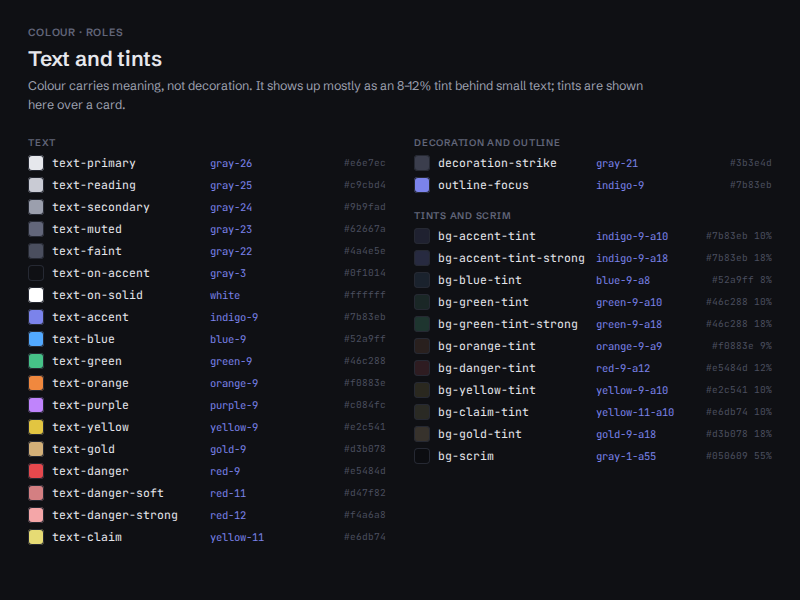 COLOUR · ROLES
Text and tints
Colour carries meaning, not decoration. It shows up mostly as an 8–12% tint behind small text; tints are shown
here over a card.
TEXT
text-primary gray-26 #e6e7ec
text-reading gray-25 #c9cbd4
text-secondary gray-24 #9b9fad
text-muted gray-23 #62667a
text-faint gray-22 #4a4e5e
text-on-accent gray-3 #0f1014
text-on-solid white #ffffff
text-accent indigo-9 #7b83eb
text-blue blue-9 #52a9ff
text-green green-9 #46c288
text-orange orange-9 #f0883e
text-purple purple-9 #c084fc
text-yellow yellow-9 #e2c541
text-gold gold-9 #d3b078
text-danger red-9 #e5484d
text-danger-soft red-11 #d47f82
text-danger-strong red-12 #f4a6a8
text-claim yellow-11 #e6db74
DECORATION AND OUTLINE
decoration-strike gray-21 #3b3e4d
outline-focus indigo-9 #7b83eb
TINTS AND SCRIM
bg-accent-tint indigo-9-a10 #7b83eb 10%
bg-accent-tint-strong indigo-9-a18 #7b83eb 18%
bg-blue-tint blue-9-a8 #52a9ff 8%
bg-green-tint green-9-a10 #46c288 10%
bg-green-tint-strong green-9-a18 #46c288 18%
bg-orange-tint orange-9-a9 #f0883e 9%
bg-danger-tint red-9-a12 #e5484d 12%
bg-yellow-tint yellow-9-a10 #e2c541 10%
bg-claim-tint yellow-11-a10 #e6db74 10%
bg-gold-tint gold-9-a18 #d3b078 18%
bg-scrim gray-1-a55 #050609 55%